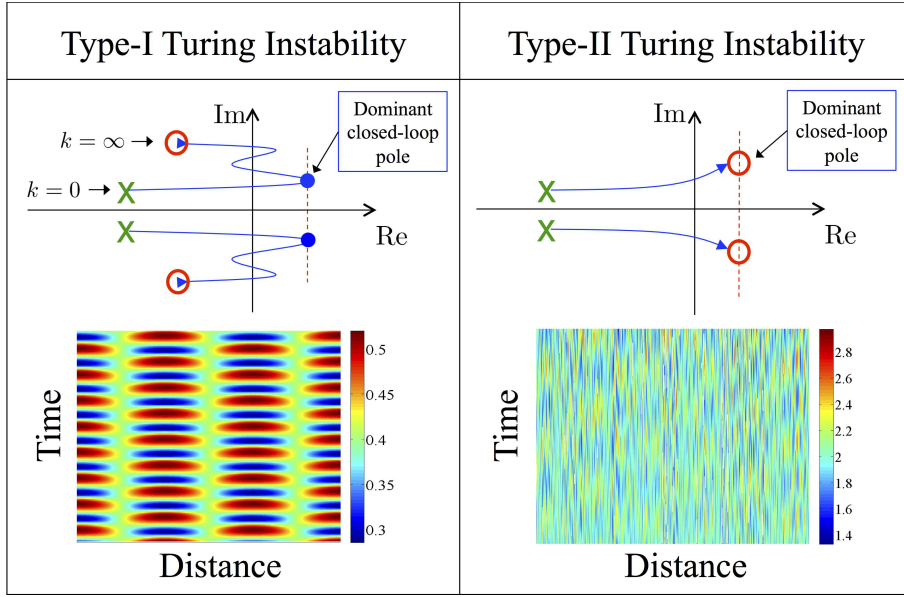 Type-I Turing Instability
Type-II Turing Instability
Im
k = ∞
k = 0
Dominant
closed-loop
pole
Re
Im
Dominant
closed-loop
pole
Re
Time
Distance
0.5
0.45
0.4
0.35
0.3
Time
Distance
2.8
2.6
2.4
2.2
2
1.8
1.6
1.4